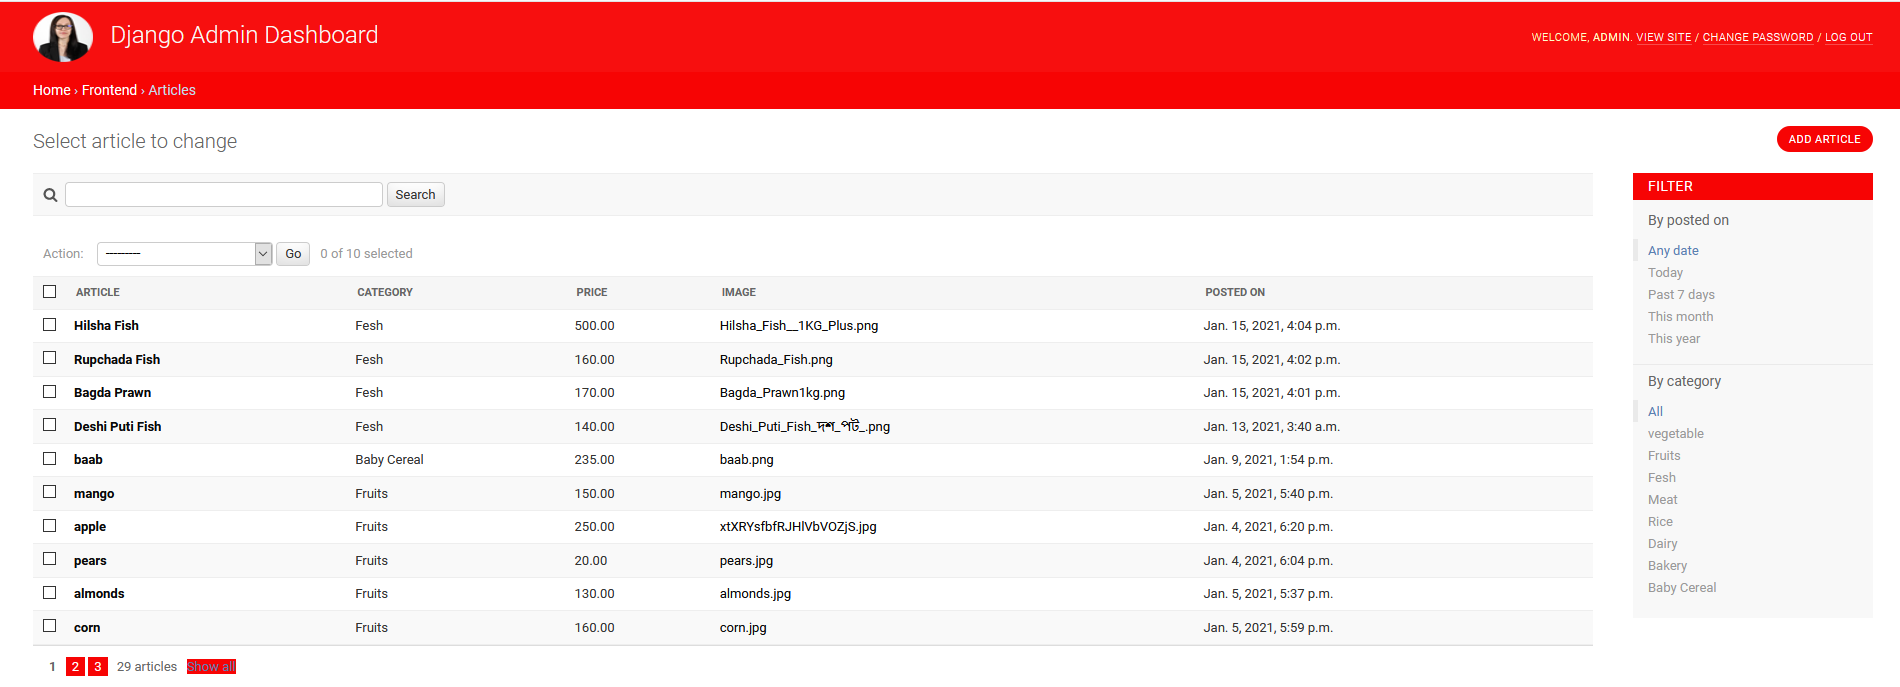 Django Admin Dashboard
WELCOME, ADMIN. VIEW SITE / CHANGE PASSWORD / LOG OUT
Home › Frontend › Articles
Select article to change
ADD ARTICLE
Search
Action: --------- Go 0 of 10 selected
ARTICLE CATEGORY PRICE IMAGE POSTED ON
Hilsha Fish Fesh 500.00 Hilsha_Fish__1KG_Plus.png Jan. 15, 2021, 4:04 p.m.
Rupchada Fish Fesh 160.00 Rupchada_Fish.png Jan. 15, 2021, 4:02 p.m.
Bagda Prawn Fesh 170.00 Bagda_Prawn1kg.png Jan. 15, 2021, 4:01 p.m.
Deshi Puti Fish Fesh 140.00 Deshi_Puti_Fish_দশ_পট_.png Jan. 13, 2021, 3:40 a.m.
baab Baby Cereal 235.00 baab.png Jan. 9, 2021, 1:54 p.m.
mango Fruits 150.00 mango.jpg Jan. 5, 2021, 5:40 p.m.
apple Fruits 250.00 xtXRYsfbfRJHlVbVOZjS.jpg Jan. 4, 2021, 6:20 p.m.
pears Fruits 20.00 pears.jpg Jan. 4, 2021, 6:04 p.m.
almonds Fruits 130.00 almonds.jpg Jan. 5, 2021, 5:37 p.m.
corn Fruits 160.00 corn.jpg Jan. 5, 2021, 5:59 p.m.
1 2 3 29 articles Show all
FILTER
By posted on
Any date
Today
Past 7 days
This month
This year
By category
All
vegetable
Fruits
Fesh
Meat
Rice
Dairy
Bakery
Baby Cereal